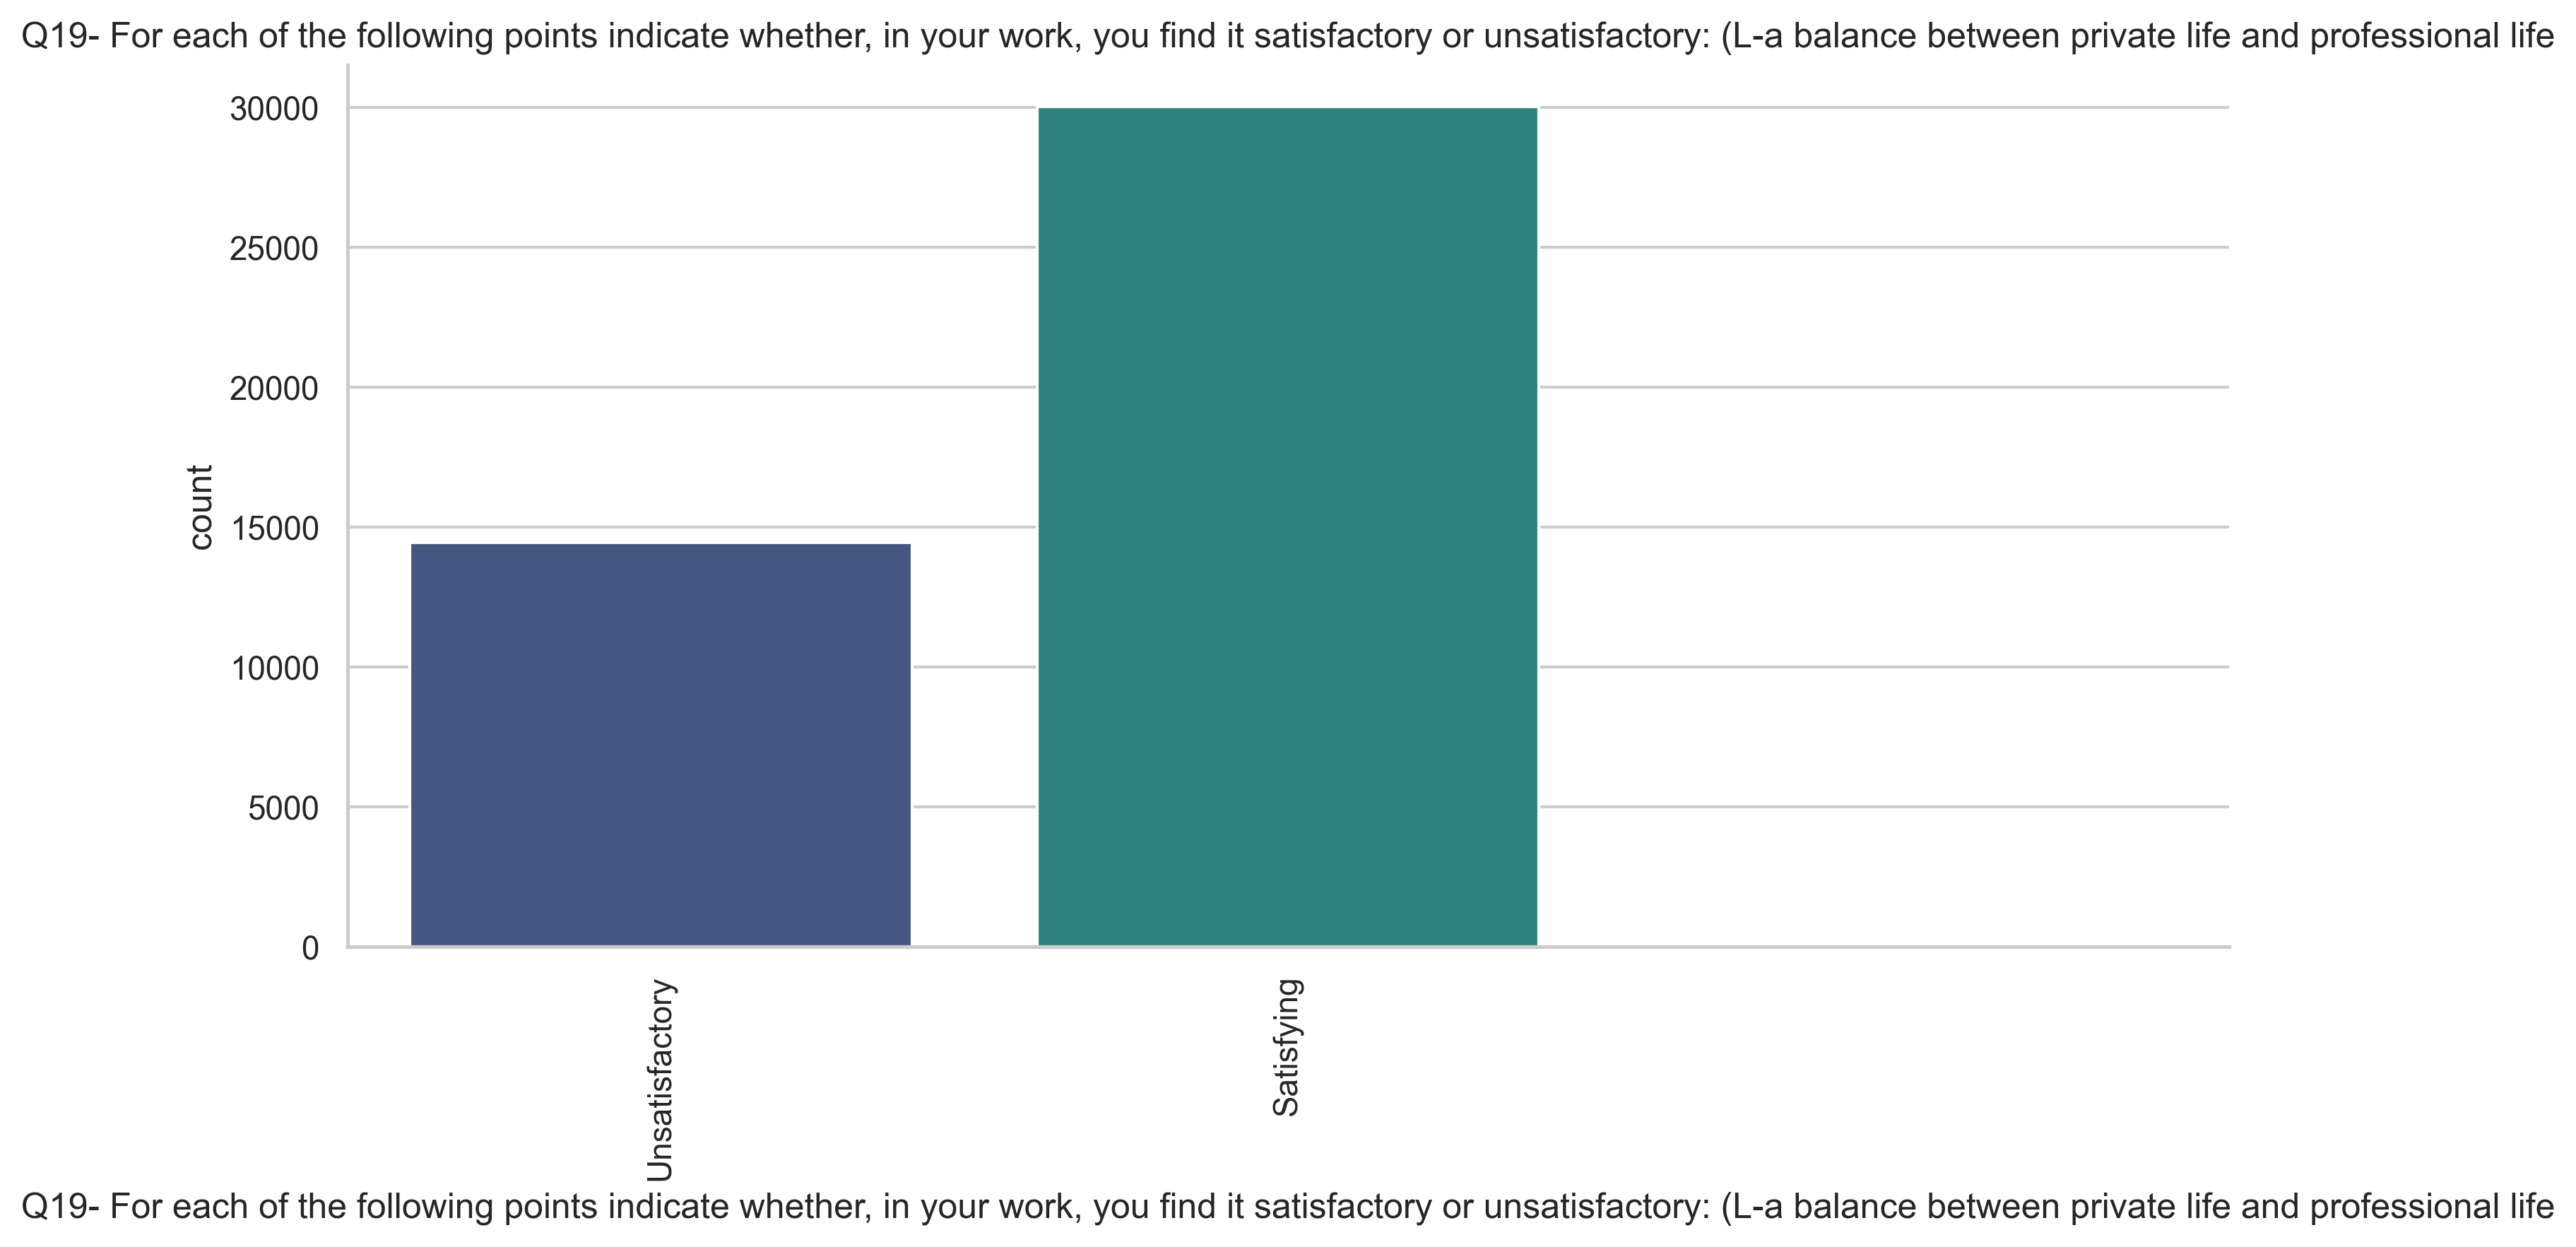 Q19- For each of the following points indicate whether, in your work, you find it satisfactory or unsatisfactory: (L-a balance between private life and professional life
30000
25000
20000
15000
10000
5000
0
count
Unsatisfactory
Satisfying
Q19- For each of the following points indicate whether, in your work, you find it satisfactory or unsatisfactory: (L-a balance between private life and professional life